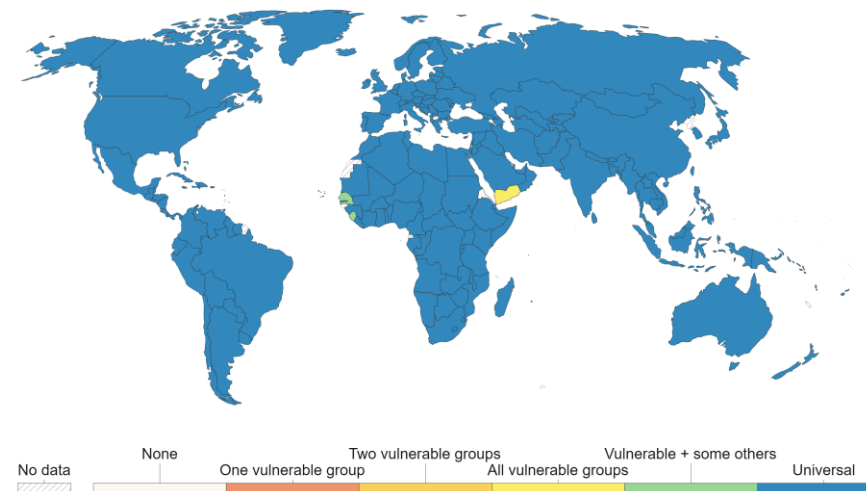 None
Two vulnerable groups
Vulnerable + some others
No data
One vulnerable group
All vulnerable groups
Universal